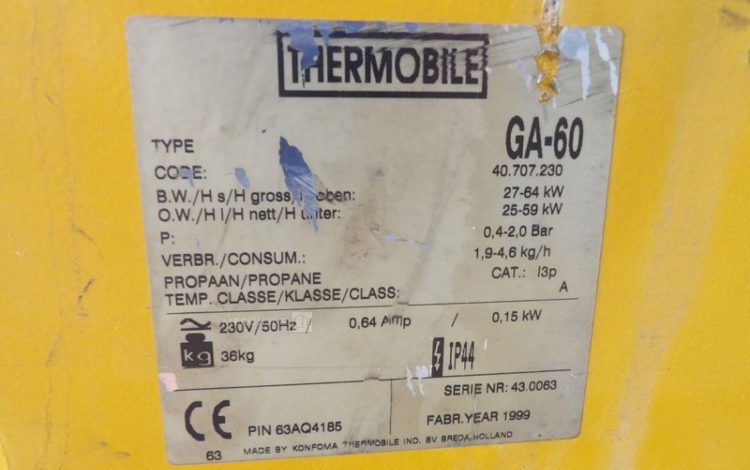 THERMOBILE
TYPE GA-60
CODE: 40.707.230
B.W./H s/H gross/ oben: 27-64 kW
O.W./H I/H nett/H unter: 25-59 kW
P: 0,4-2,0 Bar
VERBR./CONSUM.: 1,9-4,6 kg/h
PROPAAN/PROPANE CAT.: I3p
TEMP. CLASSE/KLASSE/CLASS: A
230V/50Hz / 0,64 Amp / 0,15 kW
kg 36kg IP44
SERIE NR: 43.0063
CE PIN 63AQ4185 FABR.YEAR 1999
63 MADE BY KONFOMA THERMOBILE IND. BV BREDA.HOLLAND